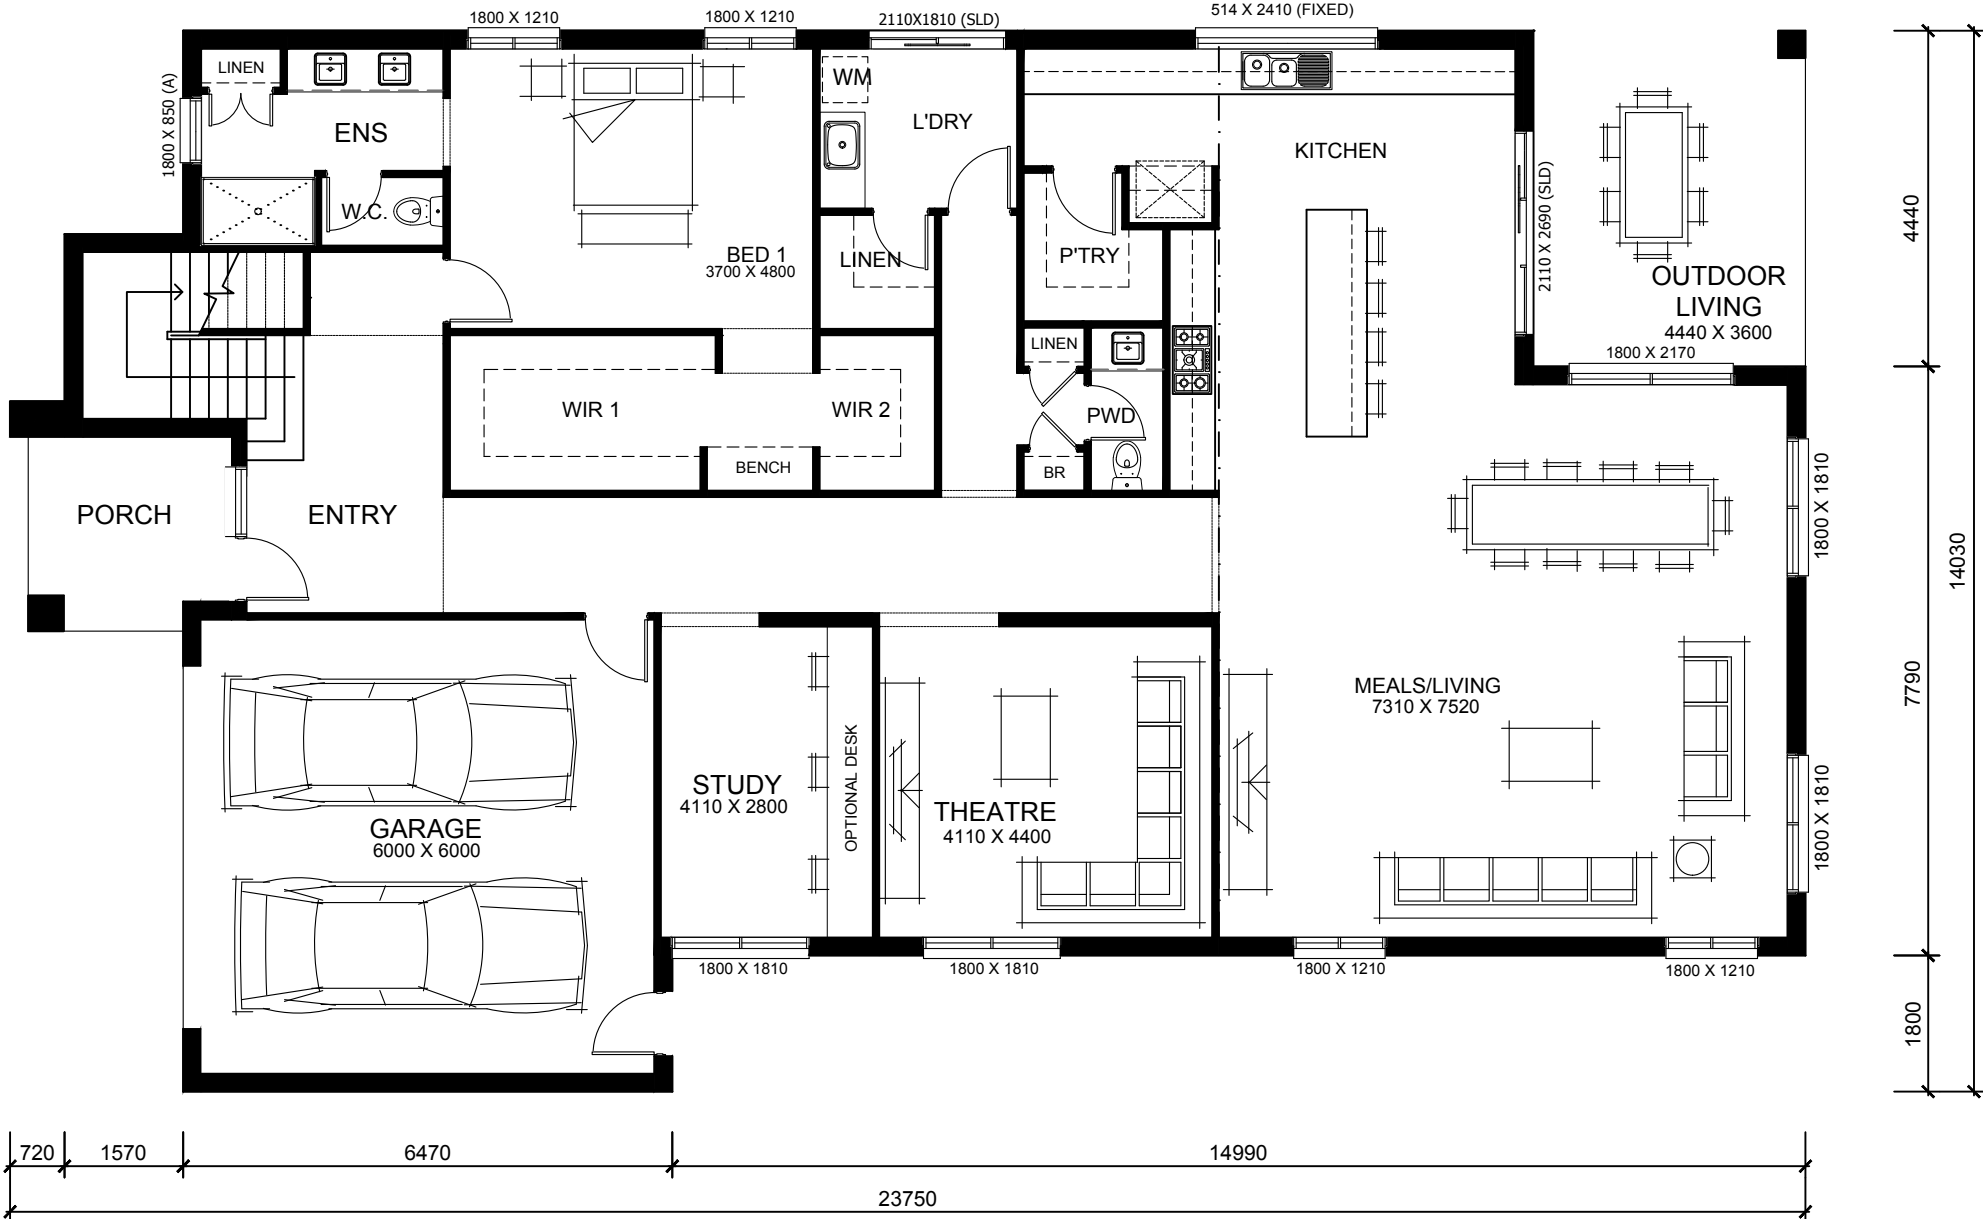 1800 X 1210
1800 X 1210
2110X1810 (SLD)
514 X 2410 (FIXED)
LINEN
WM
1800 X 850 (A)
ENS
L'DRY
KITCHEN
2110 X 2690 (SLD)
W.C.
4440
BED 1
3700 X 4800
LINEN
P'TRY
OUTDOOR
LIVING
4440 X 3600
LINEN
1800 X 2170
WIR 1
WIR 2
PWD
BENCH
BR
1800 X 1810
PORCH
ENTRY
14030
MEALS/LIVING
7310 X 7520
7790
STUDY
4110 X 2800
OPTIONAL DESK
THEATRE
4110 X 4400
1800 X 1810
GARAGE
6000 X 6000
1800 X 1810
1800 X 1810
1800 X 1210
1800 X 1210
1800
720
1570
6470
14990
23750